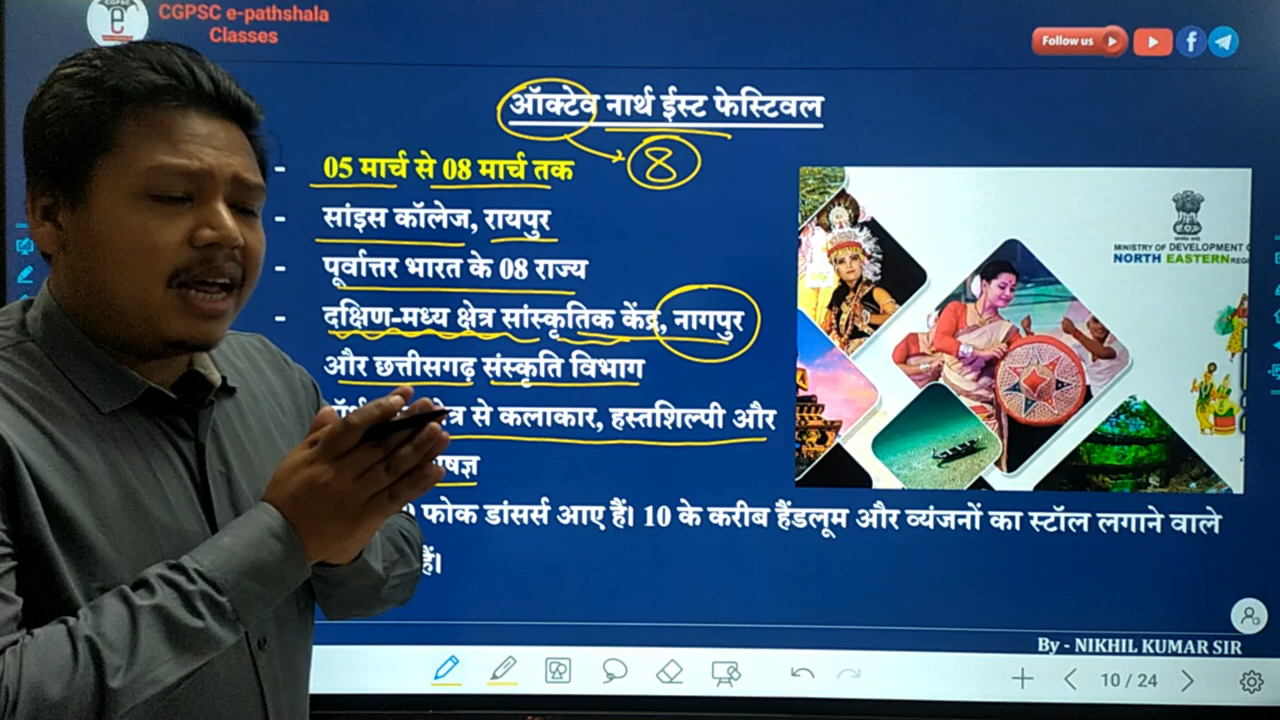 CGPSC
e
CGPSC e-pathshala
Classes
Follow us
ऑक्टेव नार्थ ईस्ट फेस्टिवल
8
- 05 मार्च से 08 मार्च तक
- सांइस कॉलेज, रायपुर
- पूर्वात्तर भारत के 08 राज्य
- दक्षिण-मध्य क्षेत्र सांस्कृतिक केंद्र, नागपुर
और छत्तीसगढ़ संस्कृति विभाग
से कलाकार, हस्तशिल्पी और
फोक डांसर्स आए हैं। 10 के करीब हैंडलूम और व्यंजनों का स्टॉल लगाने वाले
हैं।
MINISTRY OF DEVELOPMENT
NORTH EASTERN
By - NIKHIL KUMAR SIR
10 / 24